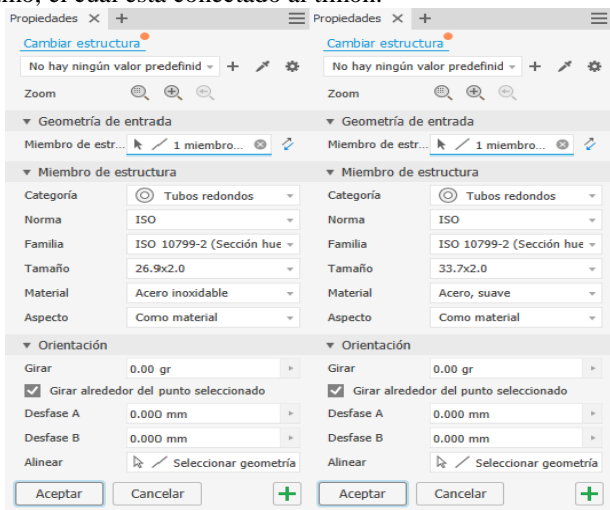 el cual está conectado al timón.
Propiedades × +
Cambiar estructura
No hay ningún valor predefinid
Zoom
Geometría de entrada
Miembro de estr... 1 miembro...
Miembro de estructura
Categoría Tubos redondos
Norma ISO
Familia ISO 10799-2 (Sección hue
Tamaño 26.9x2.0
Material Acero inoxidable
Aspecto Como material
Orientación
Girar 0.00 gr
Girar alrededor del punto seleccionado
Desfase A 0.000 mm
Desfase B 0.000 mm
Alinear Seleccionar geometría
Aceptar Cancelar +
Propiedades × +
Cambiar estructura
No hay ningún valor predefinid
Zoom
Geometría de entrada
Miembro de estr... 1 miembro...
Miembro de estructura
Categoría Tubos redondos
Norma ISO
Familia ISO 10799-2 (Sección hue
Tamaño 33.7x2.0
Material Acero, suave
Aspecto Como material
Orientación
Girar 0.00 gr
Girar alrededor del punto seleccionado
Desfase A 0.000 mm
Desfase B 0.000 mm
Alinear Seleccionar geometría
Aceptar Cancelar +